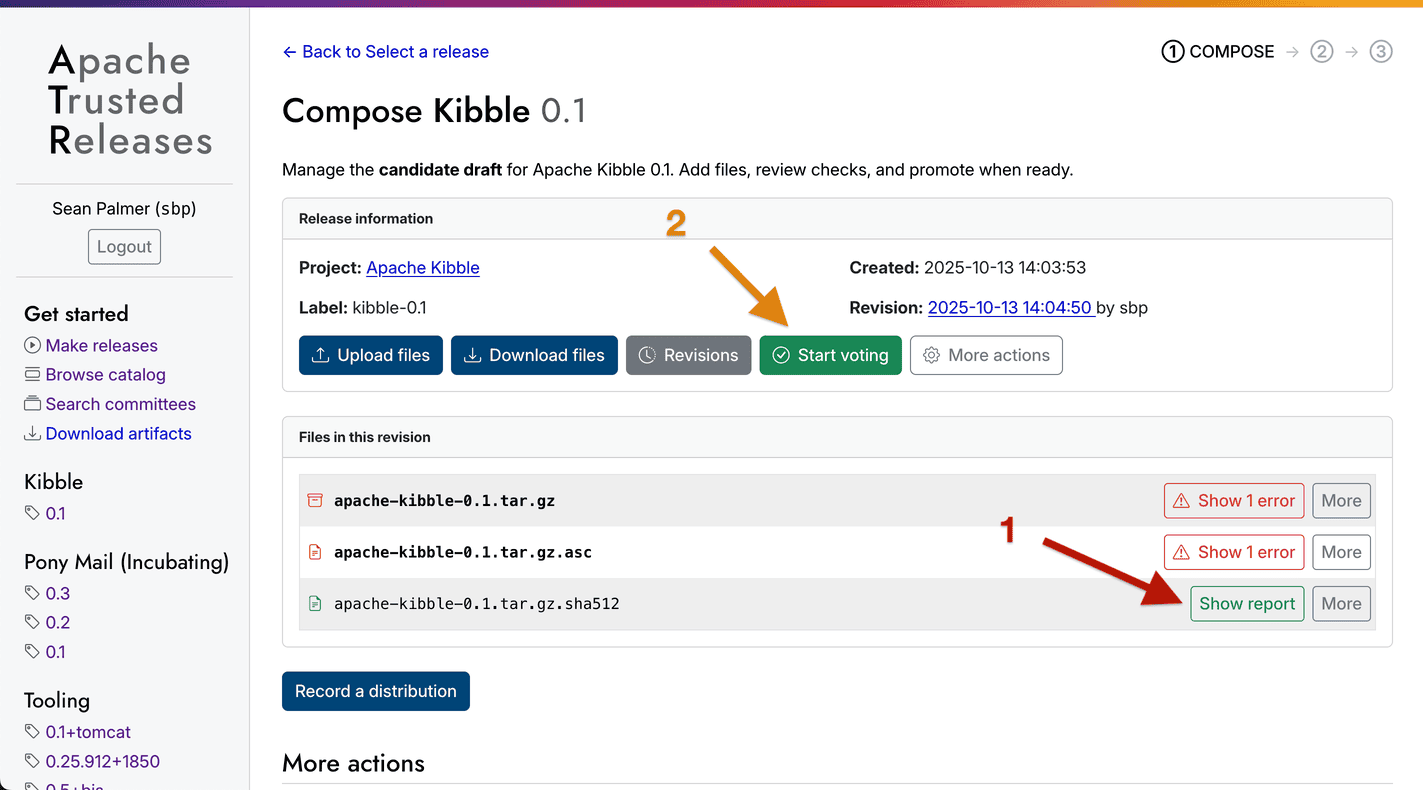 Apache
Trusted
Releases
Sean Palmer (sbp)
Logout
Get started
Make releases
Browse catalog
Search committees
Download artifacts
Kibble
0.1
Pony Mail (Incubating)
0.3
0.2
0.1
Tooling
0.1+tomcat
0.25.912+1850
← Back to Select a release
1 COMPOSE → 2 → 3
Compose Kibble 0.1
Manage the candidate draft for Apache Kibble 0.1. Add files, review checks, and promote when ready.
Release information
2
Project: Apache Kibble
Created: 2025-10-13 14:03:53
Label: kibble-0.1
Revision: 2025-10-13 14:04:50 by sbp
Upload files
Download files
Revisions
Start voting
More actions
Files in this revision
apache-kibble-0.1.tar.gz
Show 1 error
More
1
apache-kibble-0.1.tar.gz.asc
Show 1 error
More
apache-kibble-0.1.tar.gz.sha512
Show report
More
Record a distribution
More actions